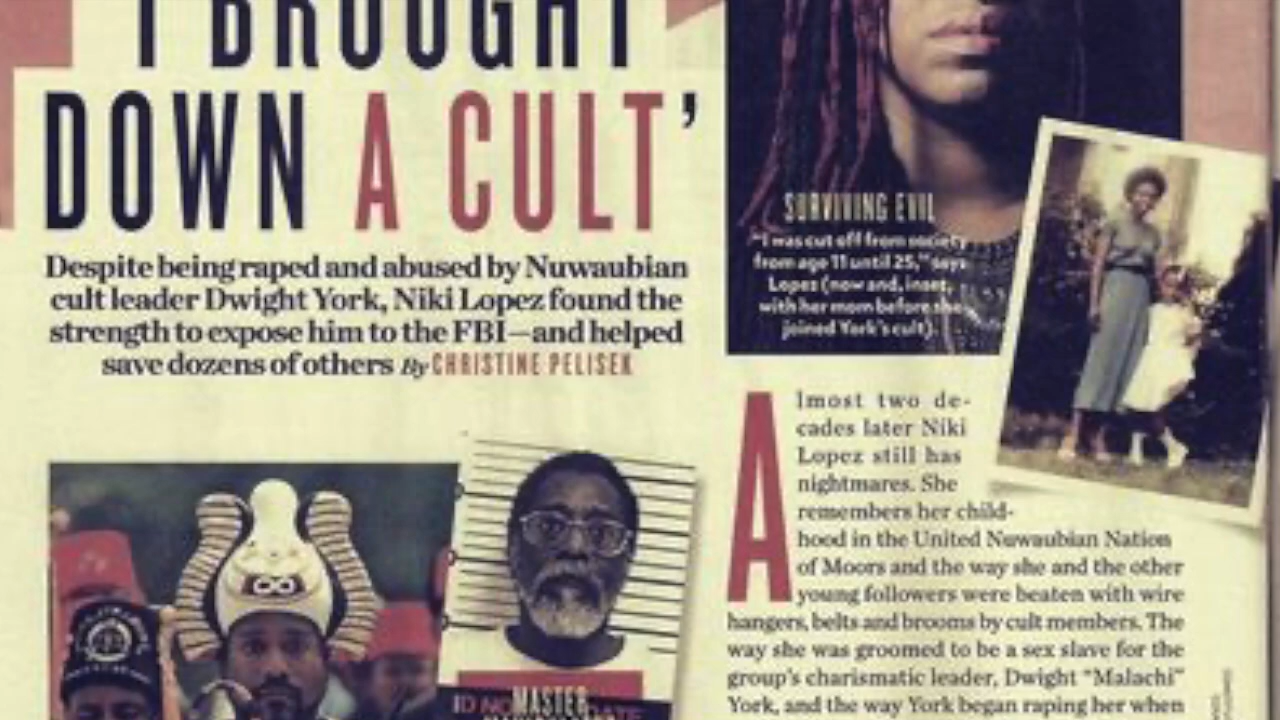 'I BROUGHT
DOWN A CULT'
Despite being raped and abused by Nuwaubian
cult leader Dwight York, Niki Lopez found the
strength to expose him to the FBI—and helped
save dozens of others By CHRISTINE PELISEK
SURVIVING EVIL
"I was cut off from society
from age 11 until 25," says
Lopez (now and, inset,
with her mom before she
joined York's cult).
Almost two de-
cades later Niki
Lopez still has
nightmares. She
remembers her child-
hood in the United Nuwaubian Nation
of Moors and the way she and the other
young followers were beaten with wire
hangers, belts and brooms by cult members. The
way she was groomed to be a sex slave for the
group's charismatic leader, Dwight "Malachi"
York, and the way York began raping her when
ID NO
DATE
MASTER